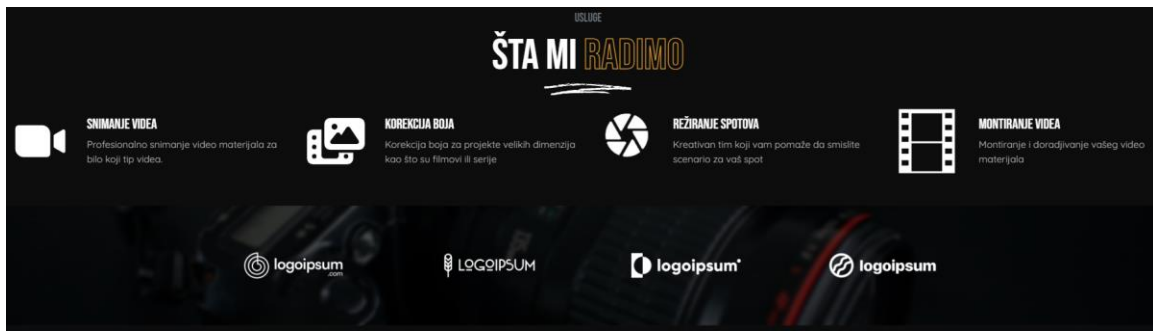 USLUGE
ŠTA MI RADIMO
SNIMANJE VIDEA
Profesionalno snimanje video materijala za
bilo koji tip videa.
KOREKCIJA BOJA
Korekcija boja za projekte velikih dimenzija
kao što su filmovi ili serije
REŽIRANJE SPOTOVA
Kreativan tim koji vam pomaže da smislite
scenario za vaš spot
MONTIRANJE VIDEA
Montiranje i doradjivanje vašeg video
materijala
logoipsum
.com
LOGOIPSUM
logoipsum
logoipsum